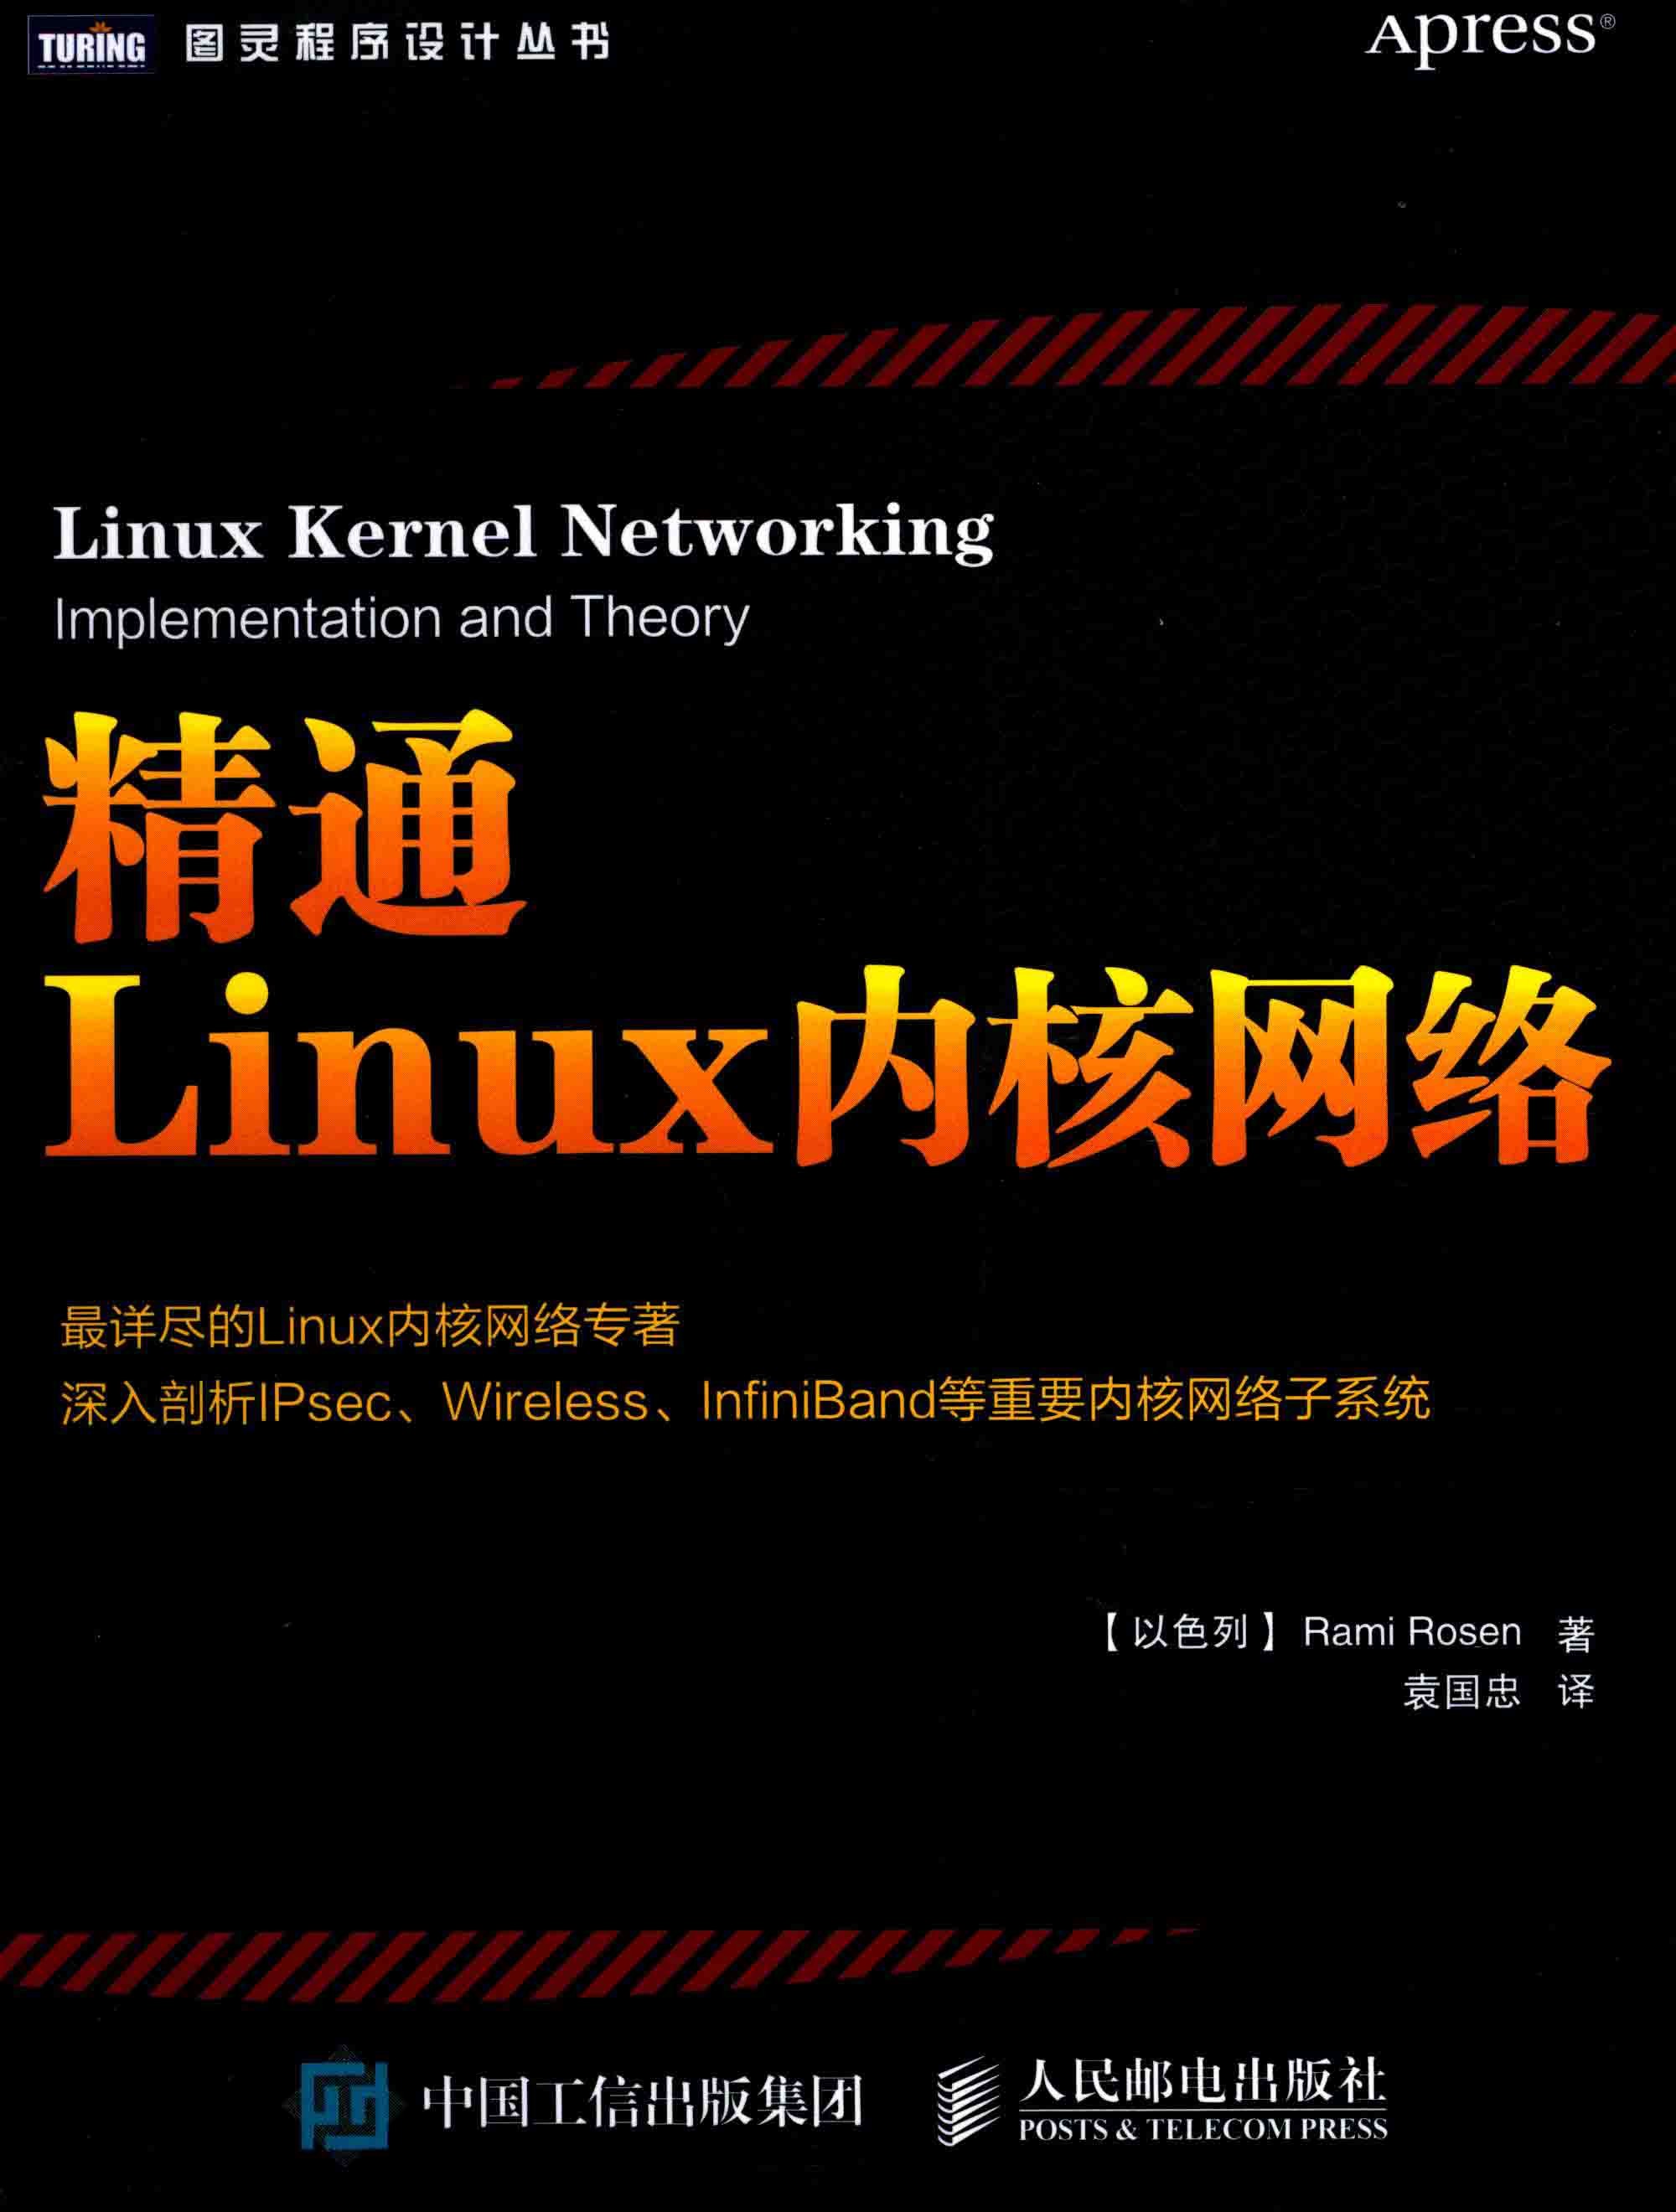 TURING 图灵程序设计丛书
Apress®
Linux Kernel Networking
Implementation and Theory
精通
Linux内核网络
最详尽的Linux内核网络专著
深入剖析IPsec、Wireless、InfiniBand等重要内核网络子系统
【以色列】Rami Rosen 著
袁国忠 译
中国工信出版集团
人民邮电出版社
POSTS & TELECOM PRESS